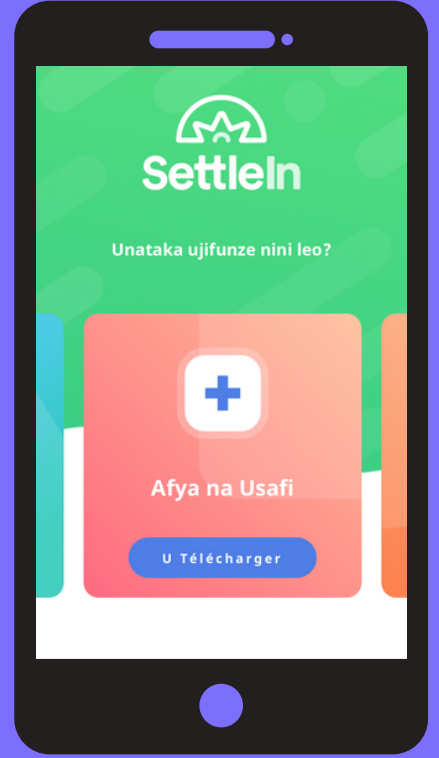 SettleIn
Unataka ujifunze nini leo?
Afya na Usafi
U Télécharger